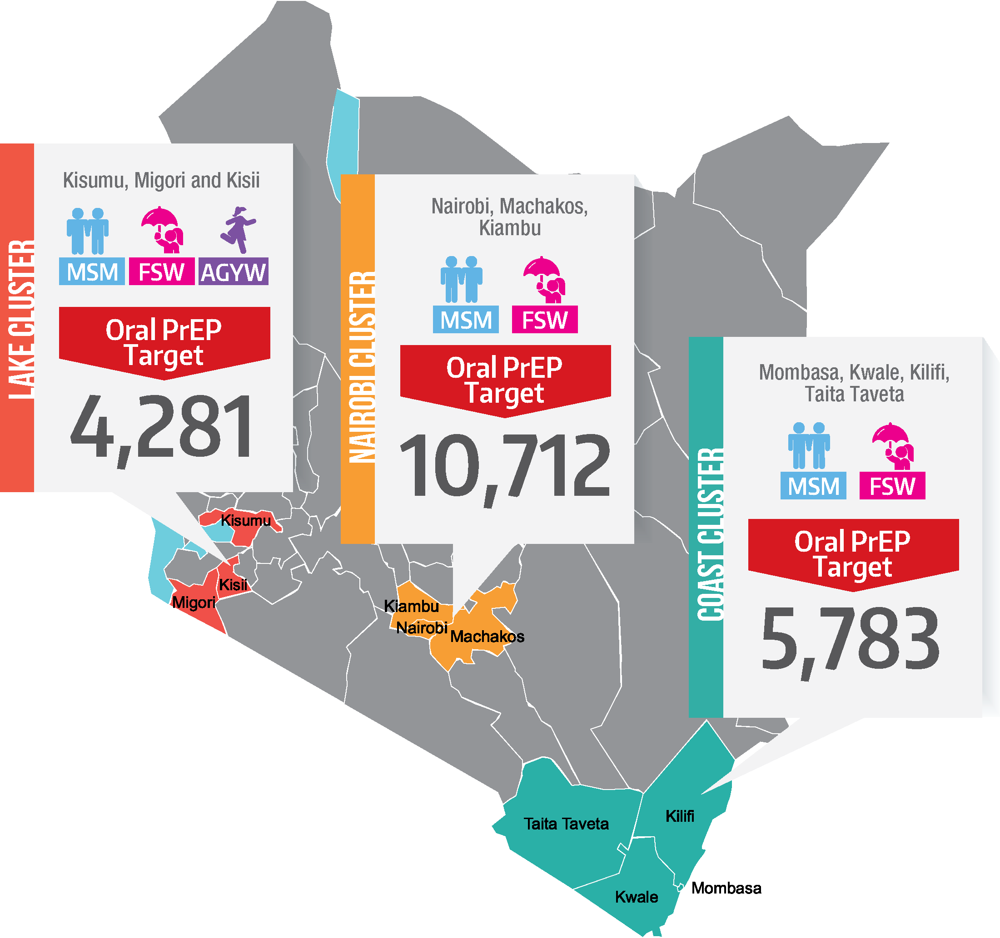 LAKE CLUSTER
Kisumu, Migori and Kisii
MSM
FSW
AGYW
Oral PrEP
Target
4,281
NAIROBI CLUSTER
Nairobi, Machakos,
Kiambu
MSM
FSW
Oral PrEP
Target
10,712
COAST CLUSTER
Mombasa, Kwale, Kilifi,
Taita Taveta
MSM
FSW
Oral PrEP
Target
5,783
Kisumu
Kisii
Migori
Kiambu
Nairobi
Machakos
Taita Taveta
Kilifi
Mombasa
Kwale